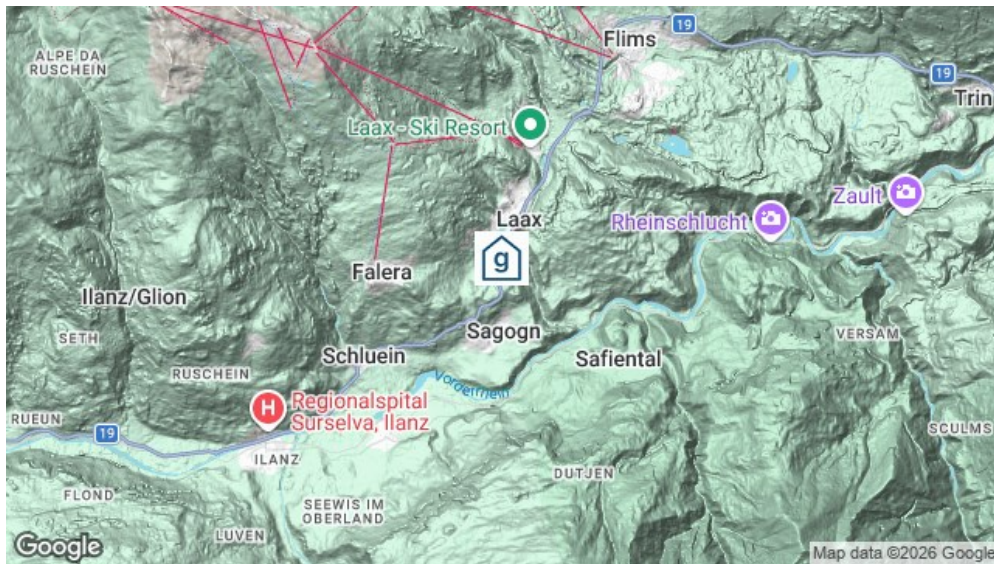 Flims
19
ALPE DA
RUSCHEIN
19
Trin
Laax - Ski Resort
Zault
Laax
Rheinschlucht
g
Falera
Ilanz/Glion
Sagogn
SETH
VERSAM
Schluein
Safiental
RUSCHEIN
Vorderrhein
Regionalspital
Surselva, Ilanz
H
RUEUN
19
SCULMS
ILANZ
DUTJEN
FLOND
SEEWIS IM
OBERLAND
LUVEN
Google
Map data ©2026 Google